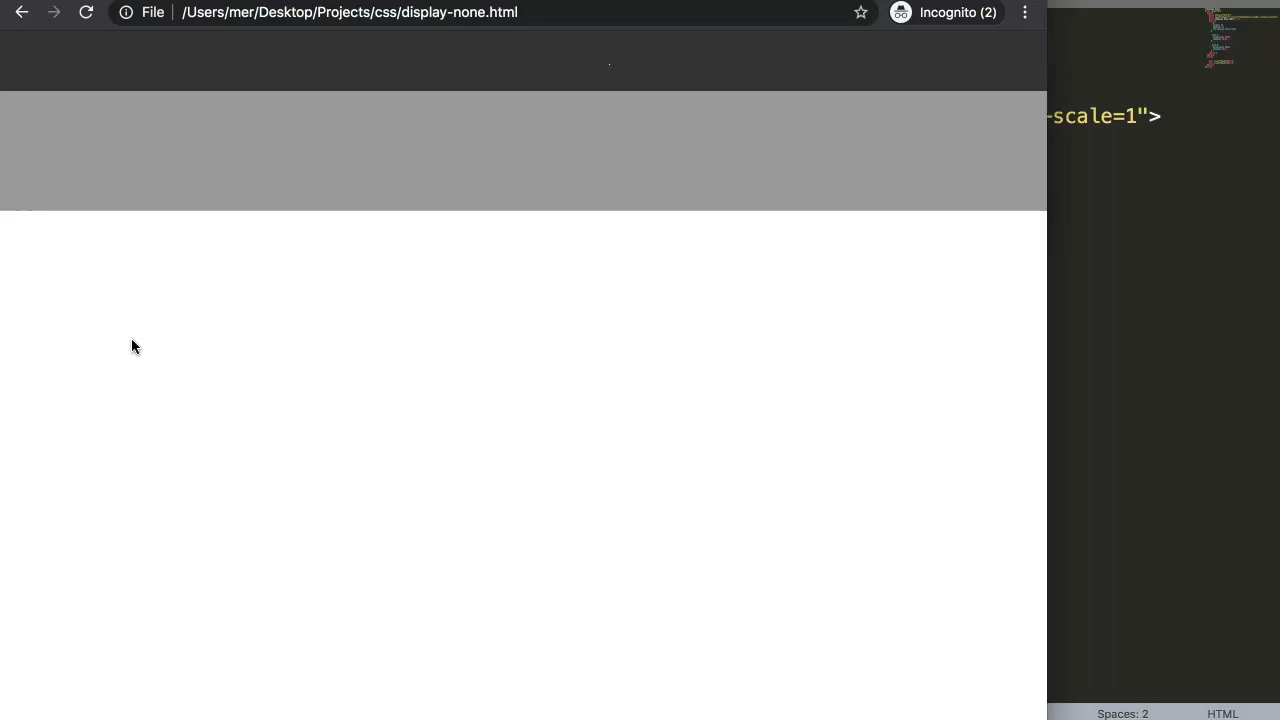 File /Users/mer/Desktop/Projects/css/display-none.html Incognito (2)
-scale=1">
Spaces: 2 HTML